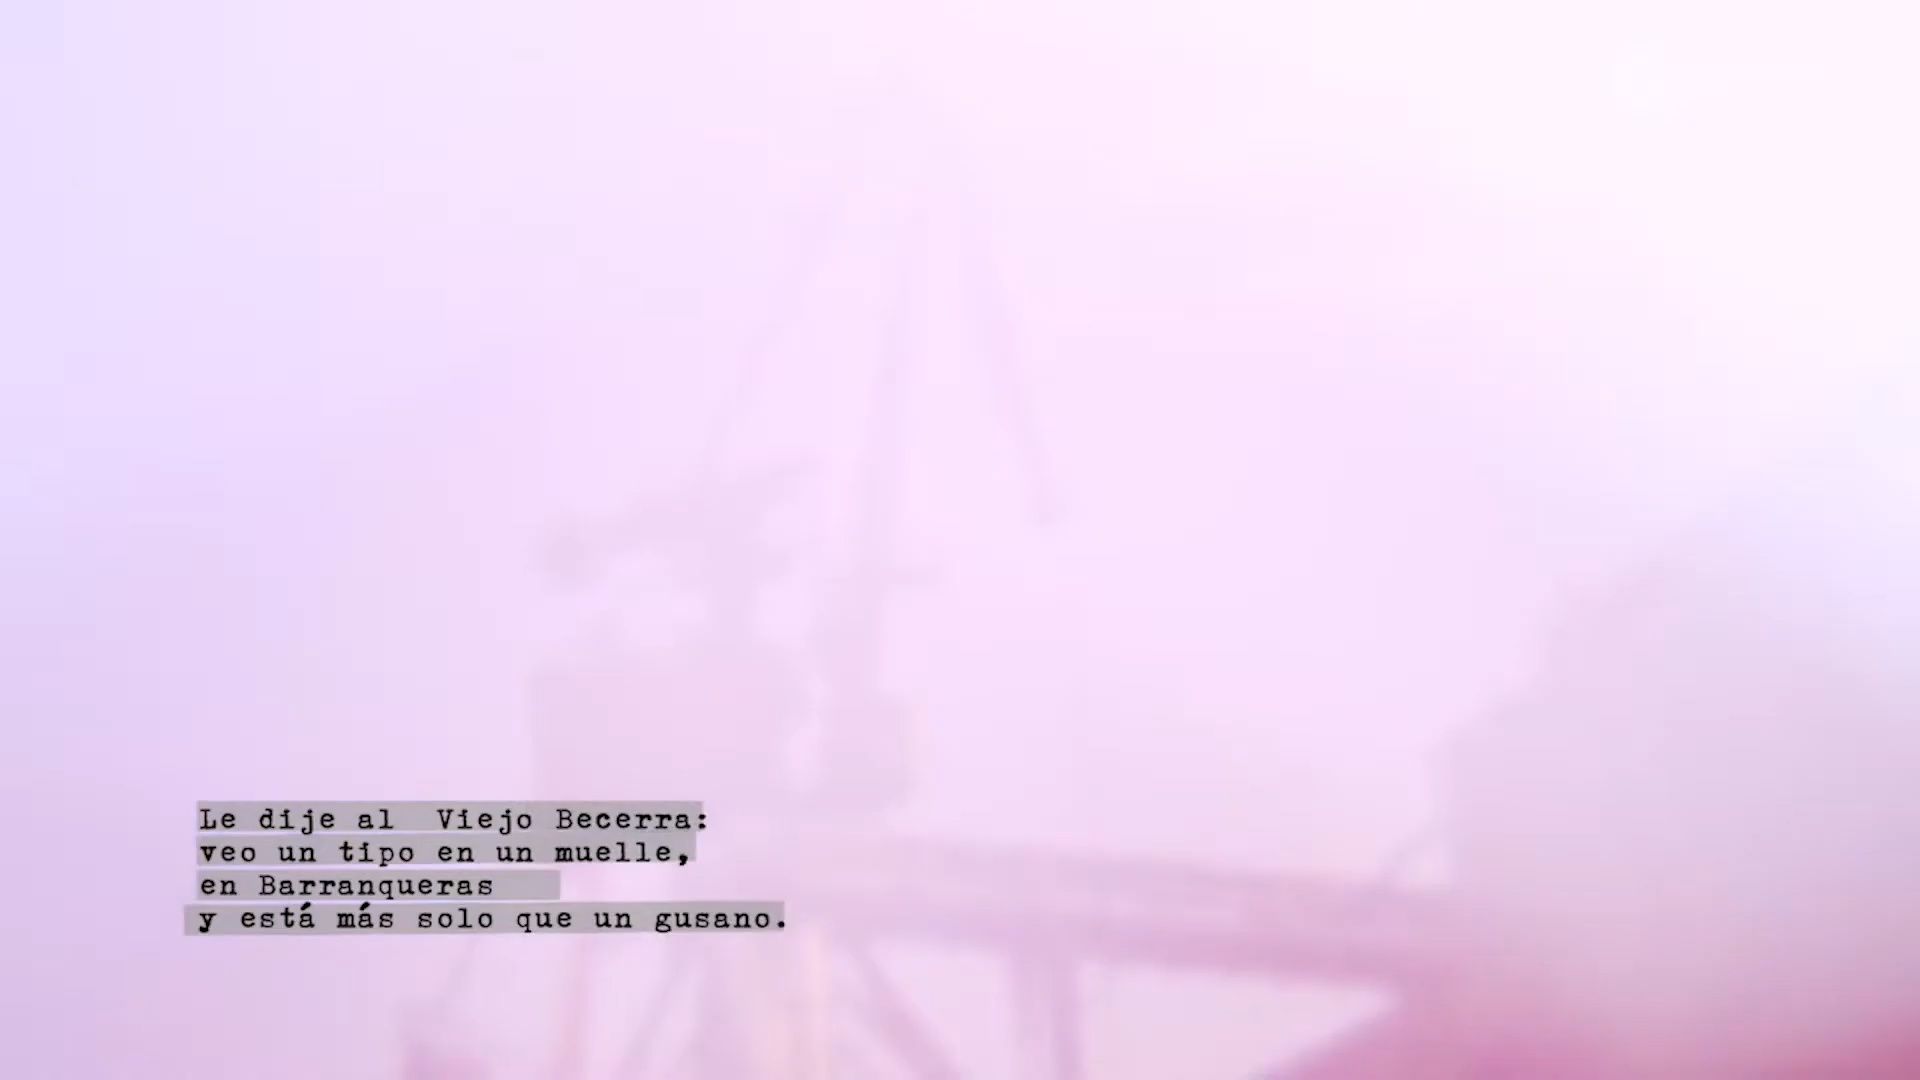 Le dije al  Viejo Becerra:
veo un tipo en un muelle,
en Barranqueras
y está más solo que un gusano.